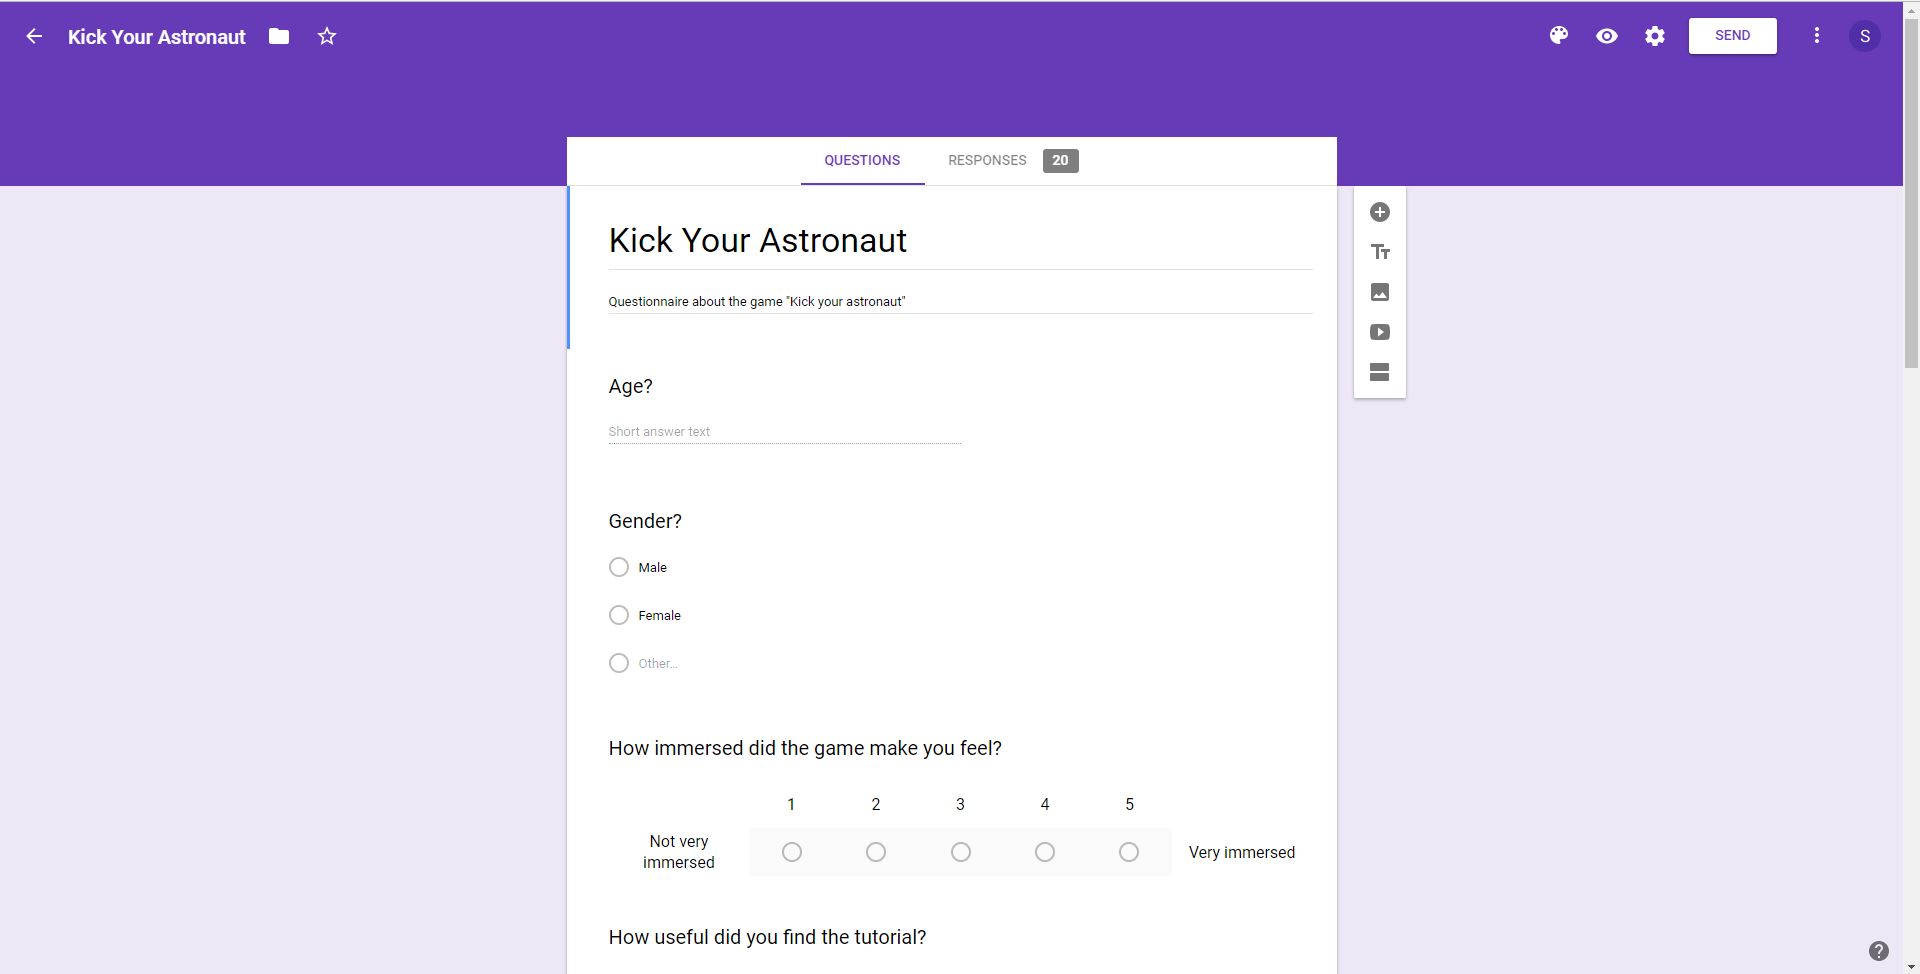 Kick Your Astronaut
SEND
S
QUESTIONS RESPONSES 20
Kick Your Astronaut
Questionnaire about the game "Kick your astronaut"
Age?
Short answer text
Gender?
Male
Female
Other...
How immersed did the game make you feel?
1 2 3 4 5
Not very
immersed
Very immersed
How useful did you find the tutorial?